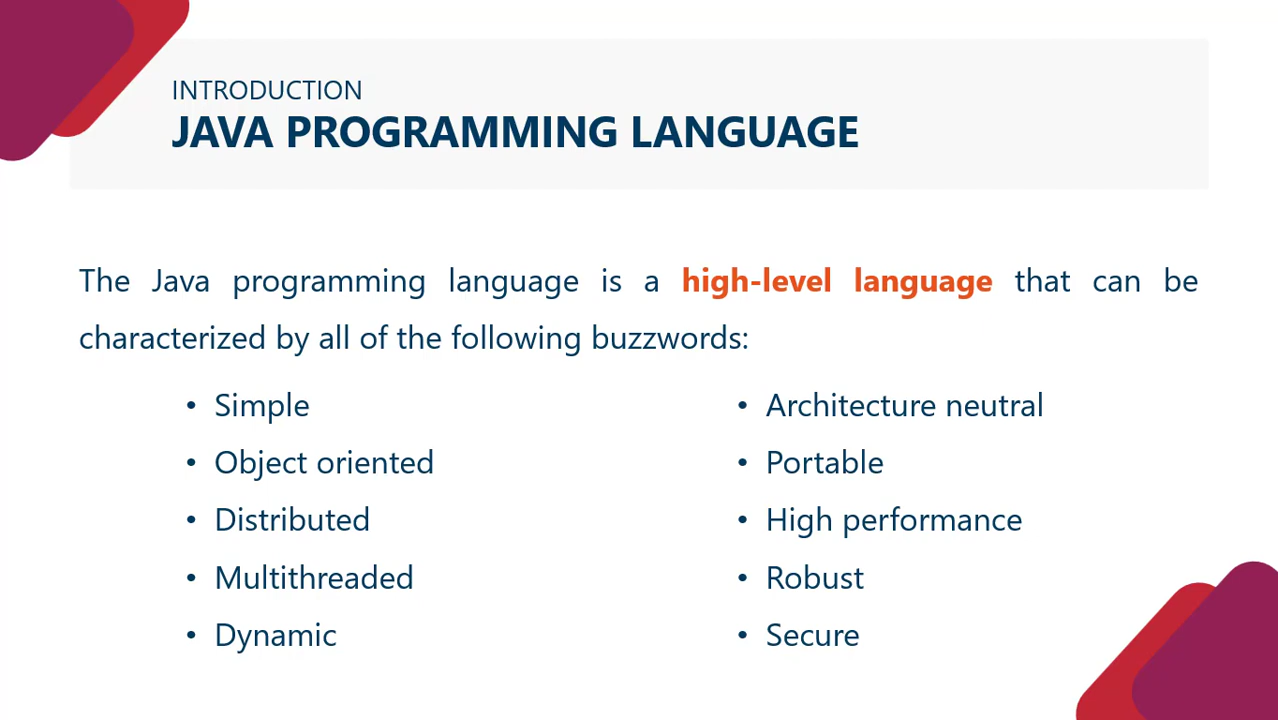 INTRODUCTION
JAVA PROGRAMMING LANGUAGE
The Java programming language is a high-level language that can be
characterized by all of the following buzzwords:
• Simple
• Object oriented
• Distributed
• Multithreaded
• Dynamic
• Architecture neutral
• Portable
• High performance
• Robust
• Secure